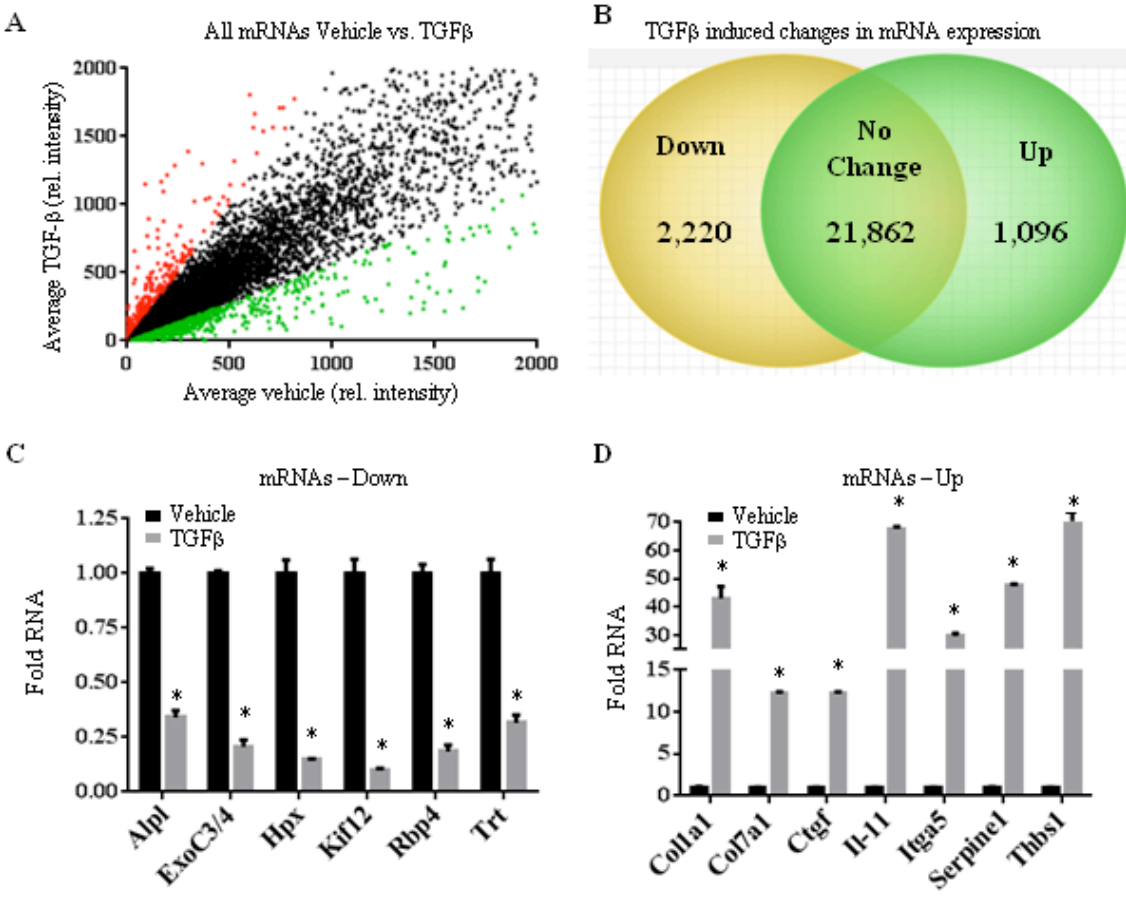 A
All mRNAs Vehicle vs. TGFβ
2000
1500
1000
500
0
Average TGF-β (rel. intensity)
0 500 1000 1500 2000
Average vehicle (rel. intensity)
B
TGFβ induced changes in mRNA expression
Down
No
Change
Up
2,220
21,862
1,096
C
mRNAs – Down
Vehicle
TGFβ
1.25
1.00
0.75
0.50
0.25
0.00
Fold RNA
* * * * * *
Alpl
ExoC3/4
Hpx
Kif12
Rbp4
Trt
D
mRNAs – Up
Vehicle
TGFβ
70
60
50
40
30
15
10
5
0
Fold RNA
* * * * * * *
Col1a1
Col7a1
Ctgf
Il-11
Itga5
Serpine1
Thbs1